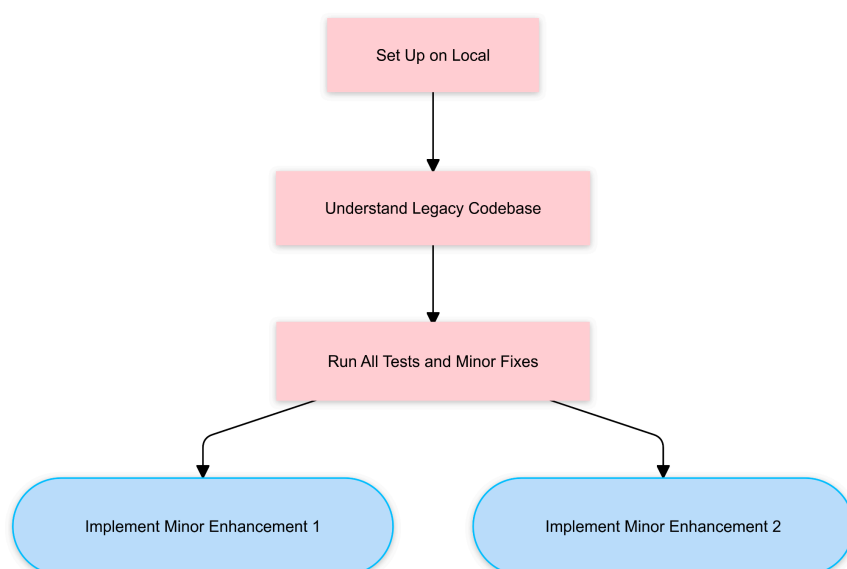 Set Up on Local
Understand Legacy Codebase
Run All Tests and Minor Fixes
Implement Minor Enhancement 1
Implement Minor Enhancement 2